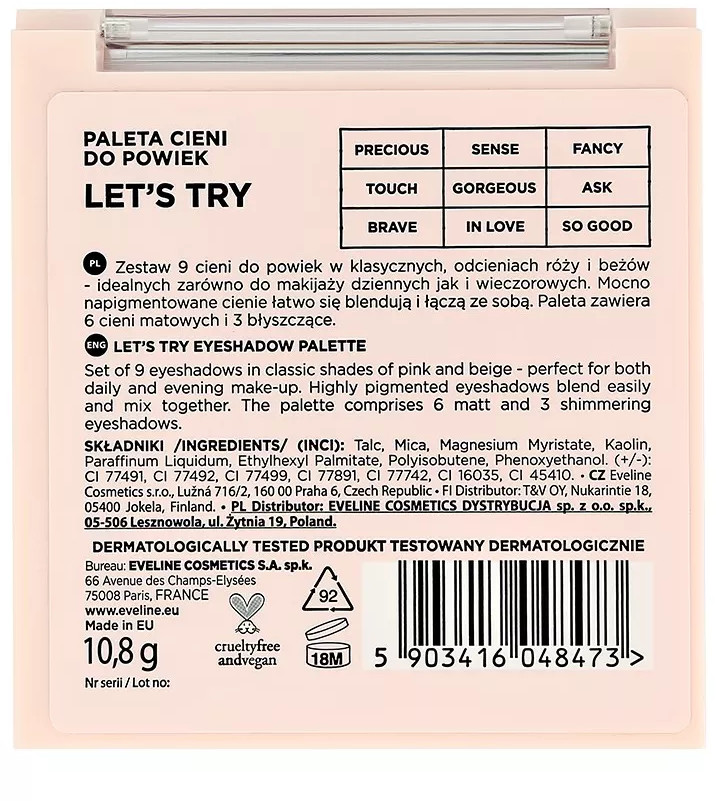 PALETA CIENI
DO POWIEK
LET'S TRY
PRECIOUS SENSE FANCY
TOUCH GORGEOUS ASK
BRAVE IN LOVE SO GOOD
PL Zestaw 9 cieni do powiek w klasycznych, odcieniach róży i beżów
- idealnych zarówno do makijaży dziennych jak i wieczorowych. Mocno
napigmentowane cienie łatwo się blendują i łączą ze sobą. Paleta zawiera
6 cieni matowych i 3 błyszczące.
ENG LET'S TRY EYESHADOW PALETTE
Set of 9 eyeshadows in classic shades of pink and beige - perfect for both
daily and evening make-up. Highly pigmented eyeshadows blend easily
and mix together. The palette comprises 6 matt and 3 shimmering
eyeshadows.
SKŁADNIKI /INGREDIENTS/ (INCI): Talc, Mica, Magnesium Myristate, Kaolin,
Paraffinum Liquidum, Ethylhexyl Palmitate, Polyisobutene, Phenoxyethanol. (+/-):
CI 77491, CI 77492, CI 77499, CI 77891, CI 77742, CI 16035, CI 45410. • CZ Eveline
Cosmetics s.r.o., Lužná 716/2, 160 00 Praha 6, Czech Republic • FI Distributor: T&V OY, Nukarintie 18,
05400 Jokela, Finland. • PL Distributor: EVELINE COSMETICS DYSTRYBUCJA sp. z o.o. sp.k.,
05-506 Lesznowola, ul. Żytnia 19, Poland.
DERMATOLOGICALLY TESTED PRODUKT TESTOWANY DERMATOLOGICZNIE
Bureau: EVELINE COSMETICS S.A. sp.k.
66 Avenue des Champs-Elysées
75008 Paris, FRANCE
www.eveline.eu
Made in EU
10,8 g
Nr serii / Lot no:
crueltyfree
andvegan
92
18M
5 903416 048473 >